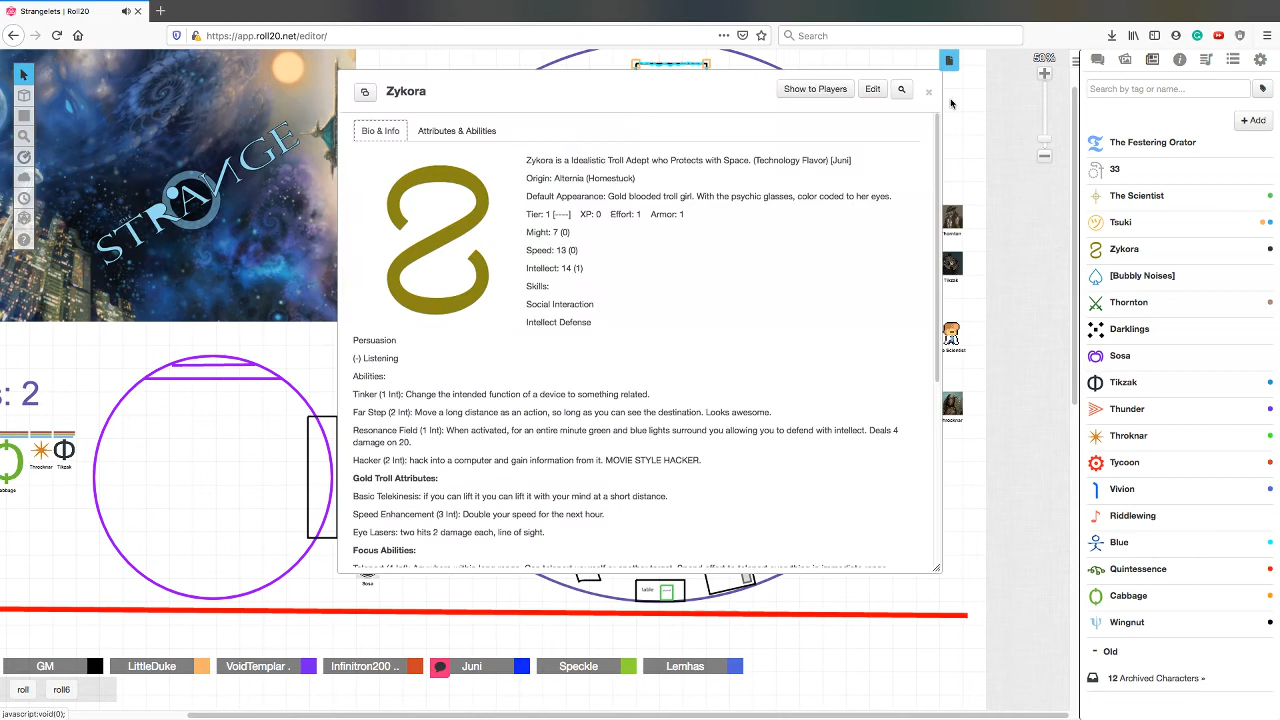 Strangelets | Roll20
https://app.roll20.net/editor/
Search
STRANGE
50%
Search by tag or name...
+ Add
Zykora
Show to Players
Edit
Bio & Info
Attributes & Abilities
Zykora is a Idealistic Troll Adept who Protects with Space. (Technology Flavor) [Juni]
Origin: Alternia (Homestuck)
Default Appearance: Gold blooded troll girl. With the psychic glasses, color coded to her eyes.
Tier: 1 [----] XP: 0 Effort: 1 Armor: 1
Might: 7 (0)
Speed: 13 (0)
Intellect: 14 (1)
Skills:
Social Interaction
Intellect Defense
Persuasion
(-) Listening
Abilities:
Tinker (1 Int): Change the intended function of a device to something related.
Far Step (2 Int): Move a long distance as an action, so long as you can see the destination. Looks awesome.
Resonance Field (1 Int): When activated, for an entire minute green and blue lights surround you allowing you to defend with intellect. Deals 4
damage on 20.
Hacker (2 Int): hack into a computer and gain information from it. MOVIE STYLE HACKER.
Gold Troll Attributes:
Basic Telekinesis: if you can lift it you can lift it with your mind at a short distance.
Speed Enhancement (3 Int): Double your speed for the next hour.
Eye Lasers: two hits 2 damage each, line of sight.
Focus Abilities:
The Festering Orator
33
The Scientist
Tsuki
Zykora
[Bubbly Noises]
Thornton
Darklings
Sosa
Tikzak
Thunder
Throknar
Tycoon
Vivion
Riddlewing
Blue
Quintessence
Cabbage
Wingnut
Old
12 Archived Characters »
Thornton
Tikzak
Scientist
Throcknar
: 2
Throcknar
Tikzak
Cabbage
Sosa
table
GM
LittleDuke
VoidTemplar .
Infinitron200 ..
Juni
Speckle
Lemhas
roll
roll6
javascript:void(0);